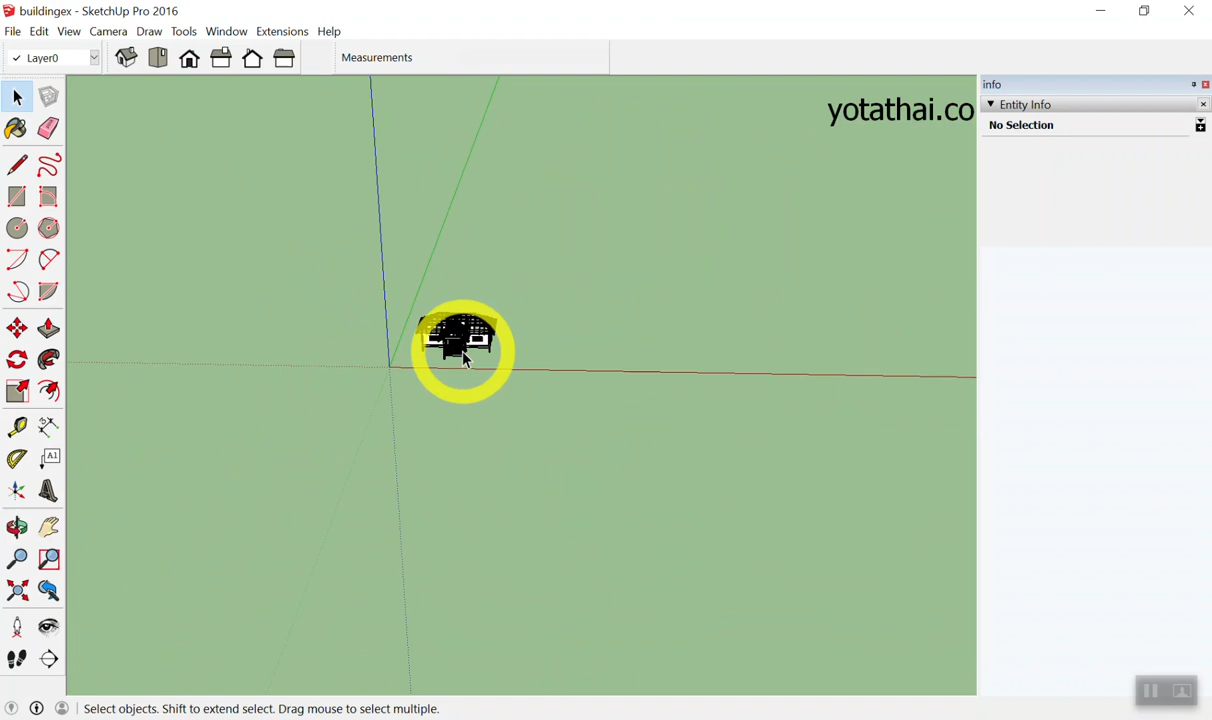 buildingex - SketchUp Pro 2016
File Edit View Camera Draw Tools Window Extensions Help
Layer0
Measurements
info
Entity Info
No Selection
yotathai.co
A1
Select objects. Shift to extend select. Drag mouse to select multiple.